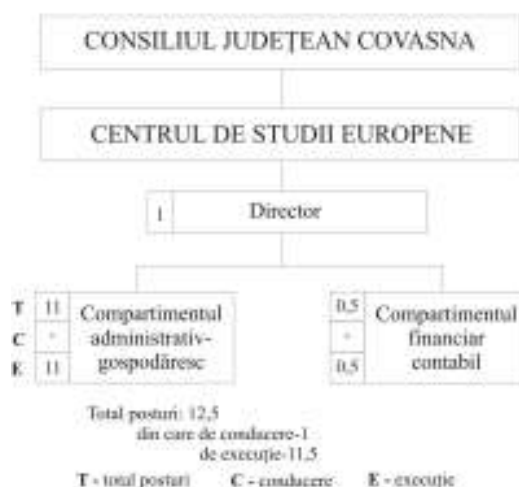 CONSILIUL JUDEȚEAN COVASNA
CENTRUL DE STUDII EUROPENE
1 Director
T 11
C -
E 11
Compartimentul
administrativ-
gospodăresc
0,5
-
0,5
Compartimentul
financiar
contabil
Total posturi: 12,5
din care de conducere-1
de execuție-11,5
T - total posturi C - conducere E - execuție